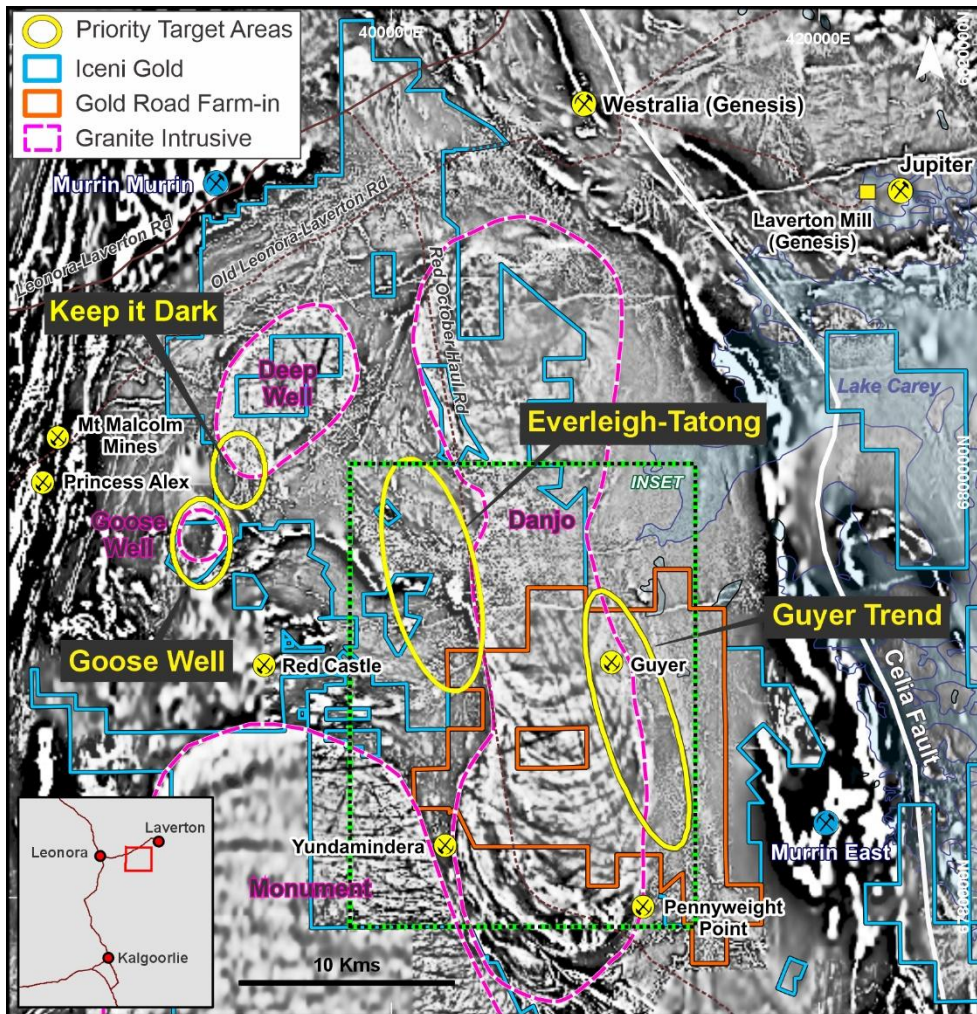 Priority Target Areas
Iceni Gold
Gold Road Farm-in
Granite Intrusive
400000E
420000E
N0000089
Westralia (Genesis)
Murrin Murrin
Jupiter
Laverton Mill
(Genesis)
Leonora-Laverton Rd
Old Leonora-Laverton Rd
Red October Haul Rd
Keep it Dark
Deep
Well
Lake Carey
Everleigh-Tatong
Mt Malcolm
Mines
Princess Alex
INSET
Danjo
Goose
Well
Guyer Trend
Goose Well
Red Castle
Guyer
Celia Fault
Leonora
Laverton
Kalgoorlie
Yundamindera
Murrin East
Monument
Pennyweight
Point
10 Kms